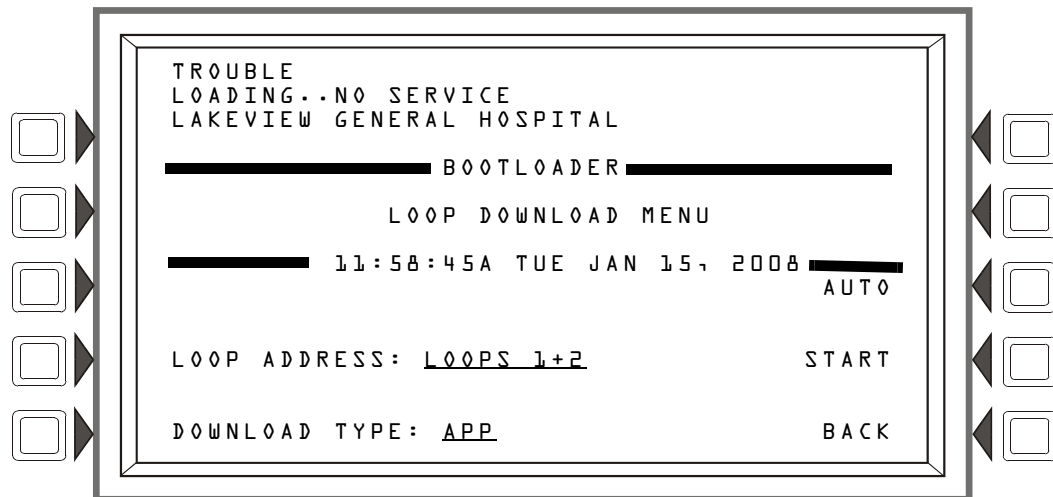 TROUBLE
LOADING..NO SERVICE
LAKEVIEW GENERAL HOSPITAL
BOOTLOADER
LOOP DOWNLOAD MENU
11:58:45A TUE JAN 15, 2008
AUTO
LOOP ADDRESS: LOOPS 1+2 START
DOWNLOAD TYPE: APP BACK